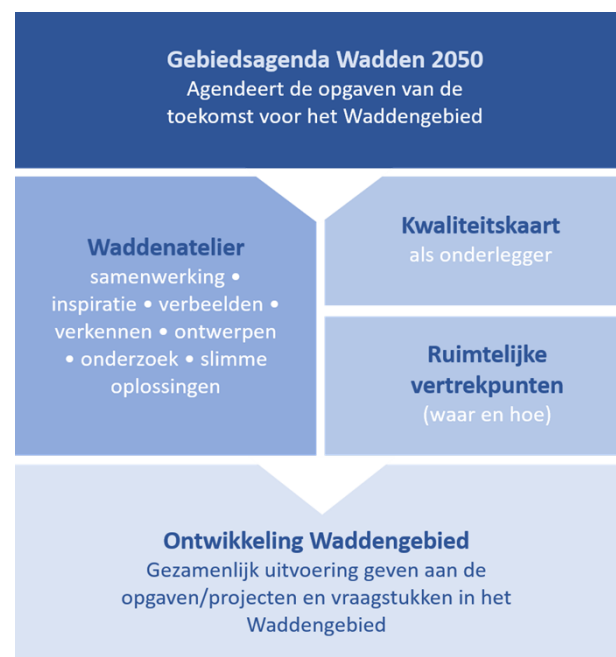 Gebiedsagenda Wadden 2050
Agendeert de opgaven van de
toekomst voor het Waddengebied
Waddenatelier
samenwerking •
inspiratie • verbeelden •
verkennen • ontwerpen
• onderzoek • slimme
oplossingen
Kwaliteitskaart
als onderlegger
Ruimtelijke
vertrekpunten
(waar en hoe)
Ontwikkeling Waddengebied
Gezamenlijk uitvoering geven aan de
opgaven/projecten en vraagstukken in het
Waddengebied